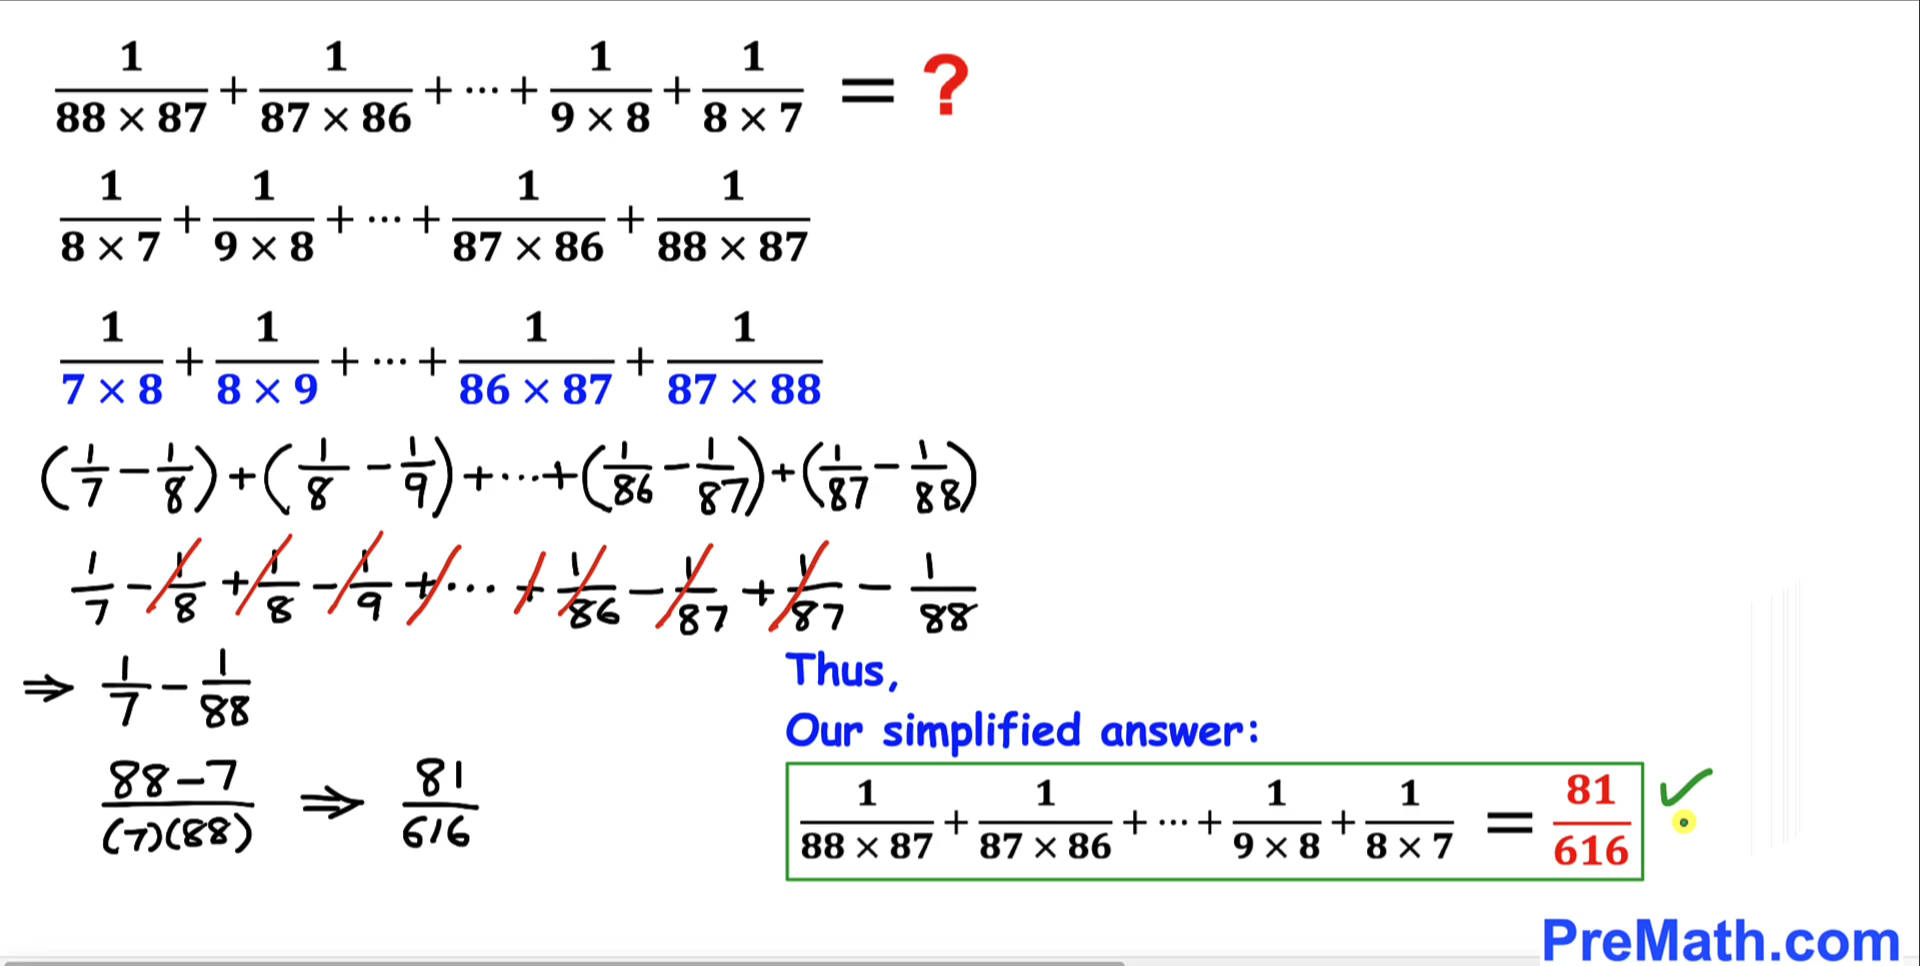 1/(88 × 87) + 1/(87 × 86) + ··· + 1/(9 × 8) + 1/(8 × 7) = ?
1/(8 × 7) + 1/(9 × 8) + ··· + 1/(87 × 86) + 1/(88 × 87)
1/(7 × 8) + 1/(8 × 9) + ··· + 1/(86 × 87) + 1/(87 × 88)
(1/7 − 1/8) + (1/8 − 1/9) + ··· + (1/86 − 1/87) + (1/87 − 1/88)
1/7 − 1/8 + 1/8 − 1/9 + ··· + 1/86 − 1/87 + 1/87 − 1/88
⇒ 1/7 − 1/88
(88 − 7)/((7)(88)) ⇒ 81/616
Thus,
Our simplified answer:
1/(88 × 87) + 1/(87 × 86) + ··· + 1/(9 × 8) + 1/(8 × 7) = 81/616 ✓
PreMath.com